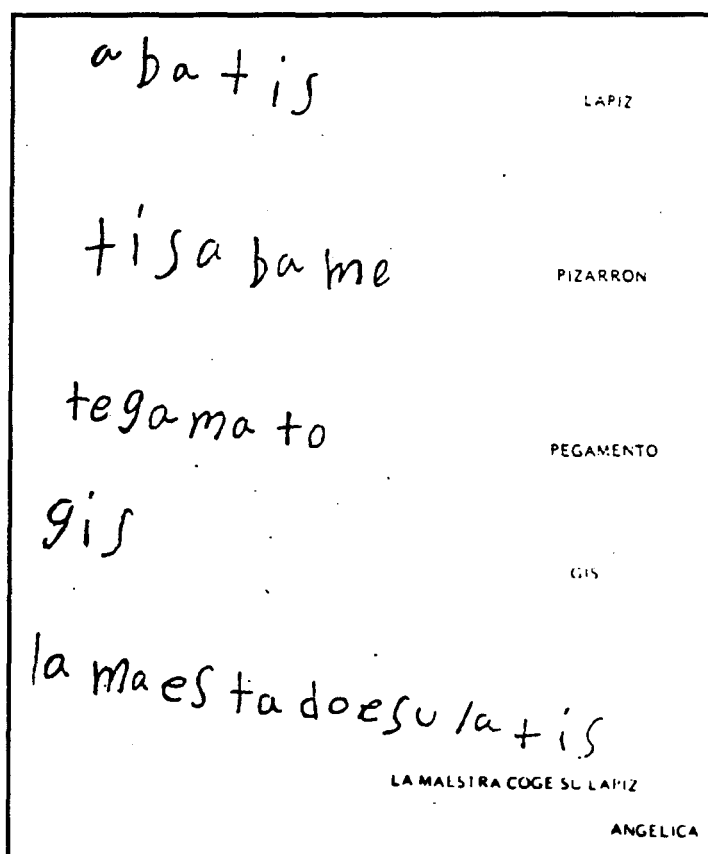 abatis
LAPIZ
tisabame
PIZARRON
tegamato
PEGAMENTO
gis
GIS
la maestadoesulatis
LA MAESTRA COGE SU LAPIZ
ANGELICA